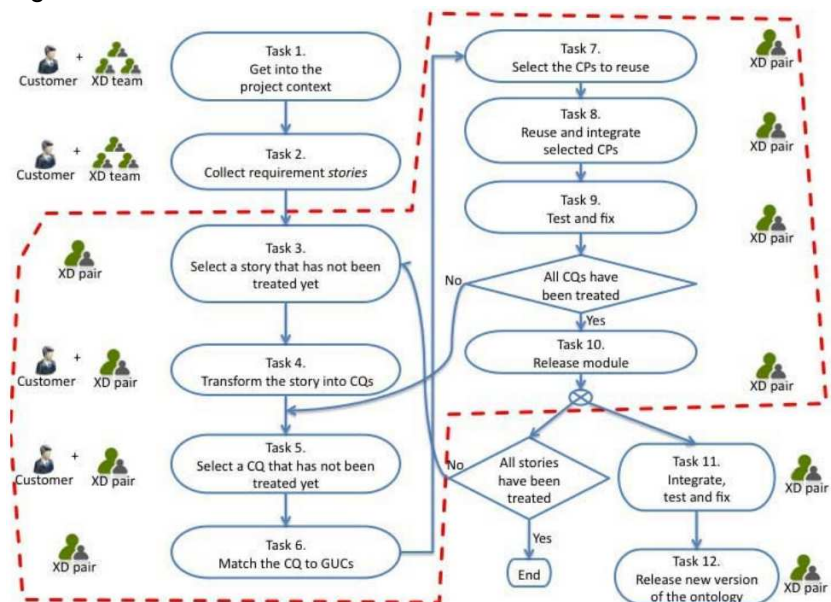 Customer
+
XD team
Task 1.
Get into the
project context
Customer
+
XD team
Task 2.
Collect requirement stories
XD pair
Task 3.
Select a story that has not been
treated yet
Customer
+
XD pair
Task 4.
Transform the story into CQs
Customer
+
XD pair
Task 5.
Select a CQ that has not been
treated yet
XD pair
Task 6.
Match the CQ to GUCs
Task 7.
Select the CPs to reuse
XD pair
Task 8.
Reuse and integrate
selected CPs
XD pair
Task 9.
Test and fix
XD pair
No
All CQs have
been treated
Yes
Task 10.
Release module
XD pair
No
All stories
have been
treated
Yes
End
Task 11.
Integrate,
test and fix
XD pair
Task 12.
Release new version
of the ontology
XD pair